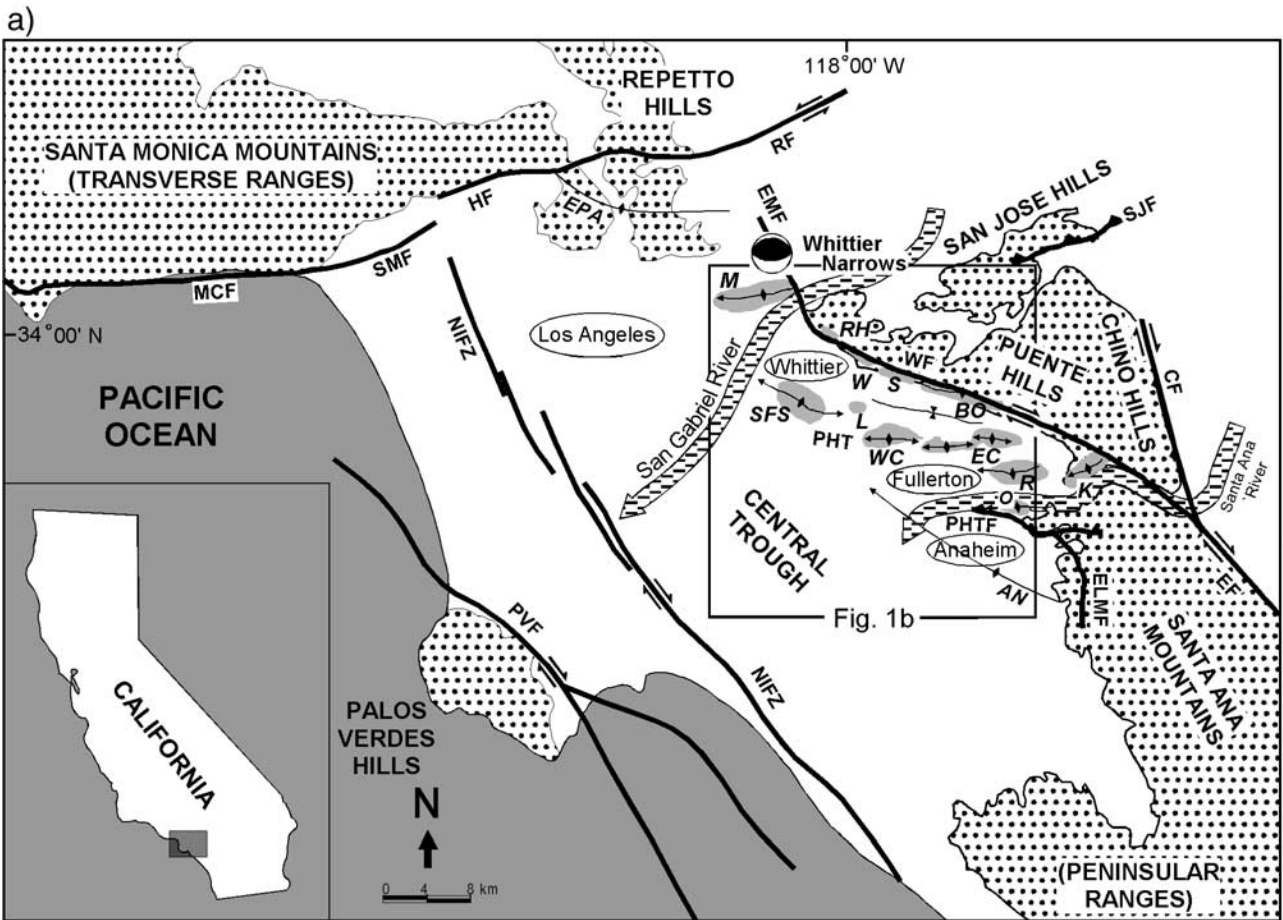 a)
118°00' W
REPETTO
HILLS
SANTA MONICA MOUNTAINS
(TRANSVERSE RANGES)
RF
HF
EPA
EMF
SAN JOSE HILLS
SJF
SMF
MCF
Whittier
Narrows
M
34°00' N
NIFZ
Los Angeles
San Gabriel River
RH
WF
PUENTE
HILLS
CHINO HILLS
CF
Whittier
W
S
BO
SFS
L
PHT
WC
EC
PACIFIC
OCEAN
Fullerton
R
K
Santa Ana
River
O
PHTF
Anaheim
CENTRAL
TROUGH
AN
ELMF
EF
Fig. 1b
SANTA ANA
MOUNTAINS
PVF
NIFZ
PALOS
VERDES
HILLS
CALIFORNIA
N
0 4 8 km
(PENINSULAR
RANGES)